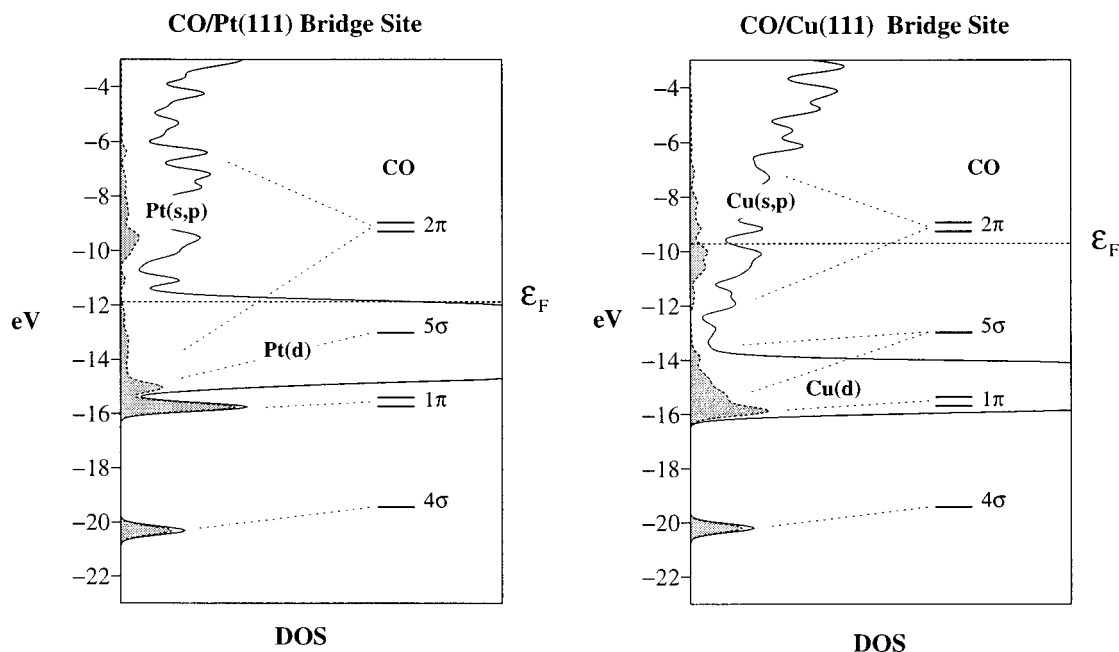 CO/Pt(111) Bridge Site
−4
−6
−8
−10
−12
−14
−16
−18
−20
−22
eV
CO
Pt(s,p)
2π
εF
5σ
Pt(d)
1π
4σ
DOS
CO/Cu(111) Bridge Site
−4
−6
−8
−10
−12
−14
−16
−18
−20
−22
eV
CO
Cu(s,p)
2π
εF
5σ
Cu(d)
1π
4σ
DOS